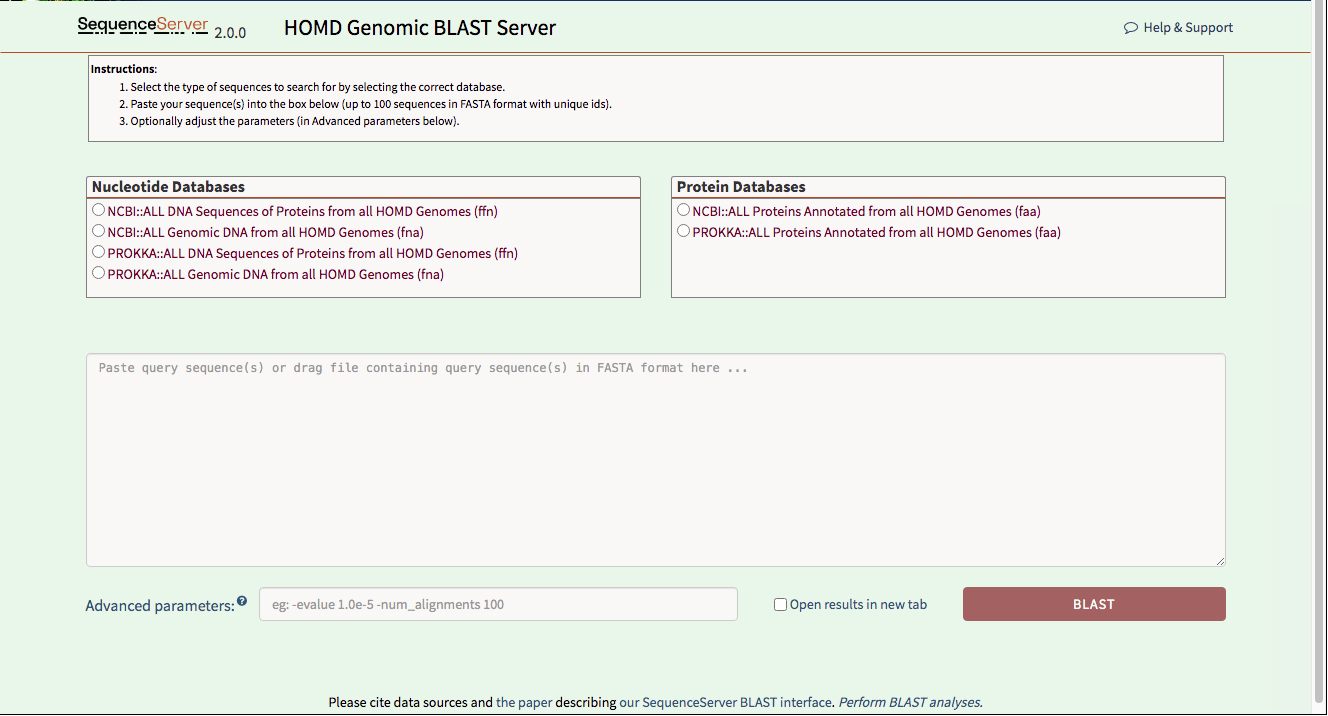 SequenceServer 2.0.0
HOMD Genomic BLAST Server
Help & Support
Instructions:
1. Select the type of sequences to search for by selecting the correct database.
2. Paste your sequence(s) into the box below (up to 100 sequences in FASTA format with unique ids).
3. Optionally adjust the parameters (in Advanced parameters below).
Nucleotide Databases
NCBI::ALL DNA Sequences of Proteins from all HOMD Genomes (ffn)
NCBI::ALL Genomic DNA from all HOMD Genomes (fna)
PROKKA::ALL DNA Sequences of Proteins from all HOMD Genomes (ffn)
PROKKA::ALL Genomic DNA from all HOMD Genomes (fna)
Protein Databases
NCBI::ALL Proteins Annotated from all HOMD Genomes (faa)
PROKKA::ALL Proteins Annotated from all HOMD Genomes (faa)
Paste query sequence(s) or drag file containing query sequence(s) in FASTA format here ...
Advanced parameters:?
eg: -evalue 1.0e-5 -num_alignments 100
Open results in new tab
BLAST
Please cite data sources and the paper describing our SequenceServer BLAST interface. Perform BLAST analyses.